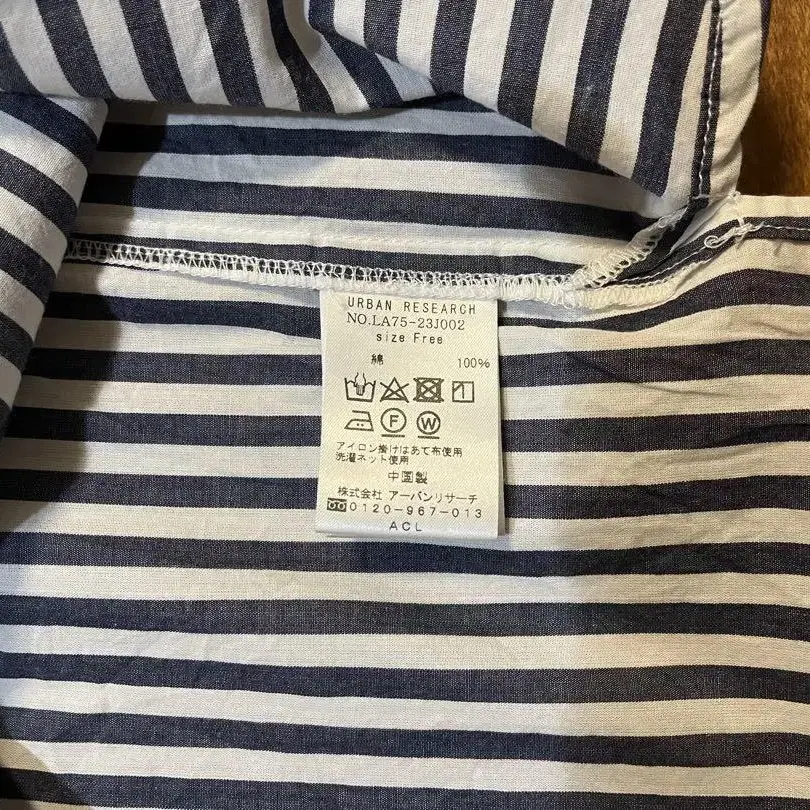 URBAN RESEARCH
NO.LA75-23J002
size Free
綿 100%
F W
アイロン掛けはあて布使用
洗濯ネット使用
中国製
株式会社 アーバンリサーチ
0120-967-013
ACL